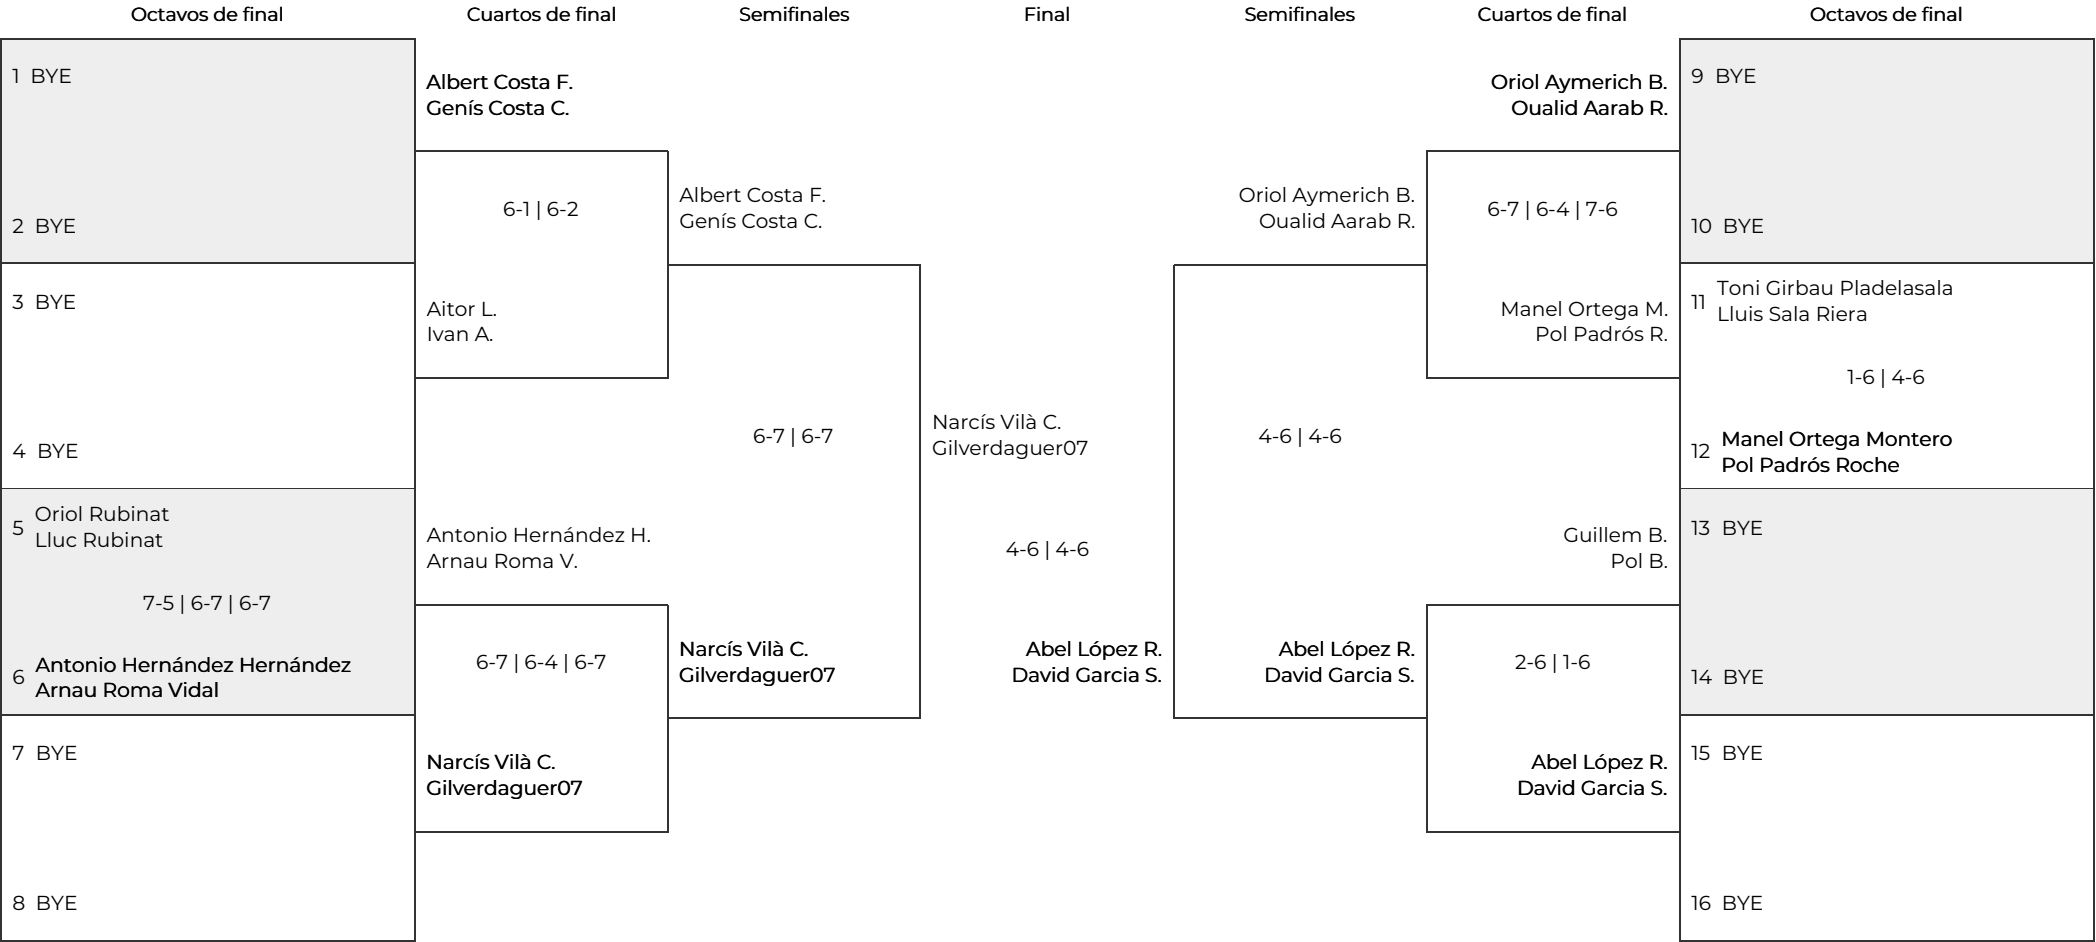 Octavos de final
Cuartos de final
Semifinales
Final
Semifinales
Cuartos de final
Octavos de final
1 BYE
2 BYE
3 BYE
4 BYE
5 Oriol Rubinat
Lluc Rubinat
7-5 | 6-7 | 6-7
6 Antonio Hernández Hernández
Arnau Roma Vidal
7 BYE
8 BYE
Albert Costa F.
Genís Costa C.
6-1 | 6-2
Aitor L.
Ivan A.
Antonio Hernández H.
Arnau Roma V.
6-7 | 6-4 | 6-7
Narcís Vilà C.
Gilverdaguer07
Albert Costa F.
Genís Costa C.
6-7 | 6-7
Narcís Vilà C.
Gilverdaguer07
Narcís Vilà C.
Gilverdaguer07
4-6 | 4-6
Abel López R.
David Garcia S.
Oriol Aymerich B.
Oualid Aarab R.
4-6 | 4-6
Abel López R.
David Garcia S.
Oriol Aymerich B.
Oualid Aarab R.
6-7 | 6-4 | 7-6
Manel Ortega M.
Pol Padrós R.
Guillem B.
Pol B.
2-6 | 1-6
Abel López R.
David Garcia S.
9 BYE
10 BYE
11 Toni Girbau Pladelasala
Lluis Sala Riera
1-6 | 4-6
12 Manel Ortega Montero
Pol Padrós Roche
13 BYE
14 BYE
15 BYE
16 BYE